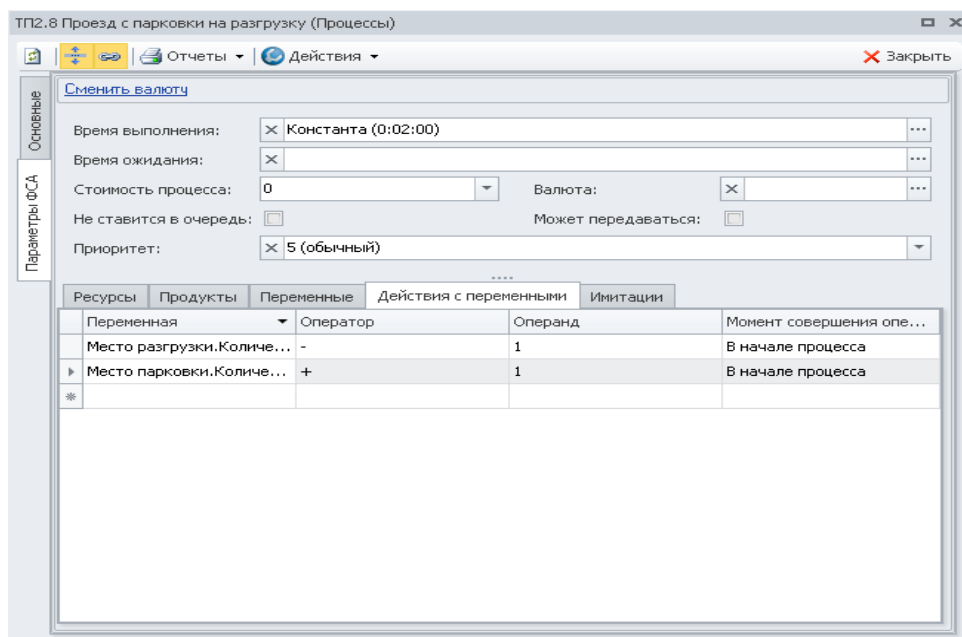 ТП2.8 Проезд с парковки на разгрузку (Процессы)
Отчеты Действия Закрыть
Основные
Параметры ФСА
Сменить валюту
Время выполнения: Константа (0:02:00)
Время ожидания:
Стоимость процесса: 0 Валюта:
Не ставится в очередь: Может передаваться:
Приоритет: 5 (обычный)
Ресурсы Продукты Переменные Действия с переменными Имитации
Переменная Оператор Операнд Момент совершения опе...
Место разгрузки.Количе... - 1 В начале процесса
Место парковки.Количе... + 1 В начале процесса